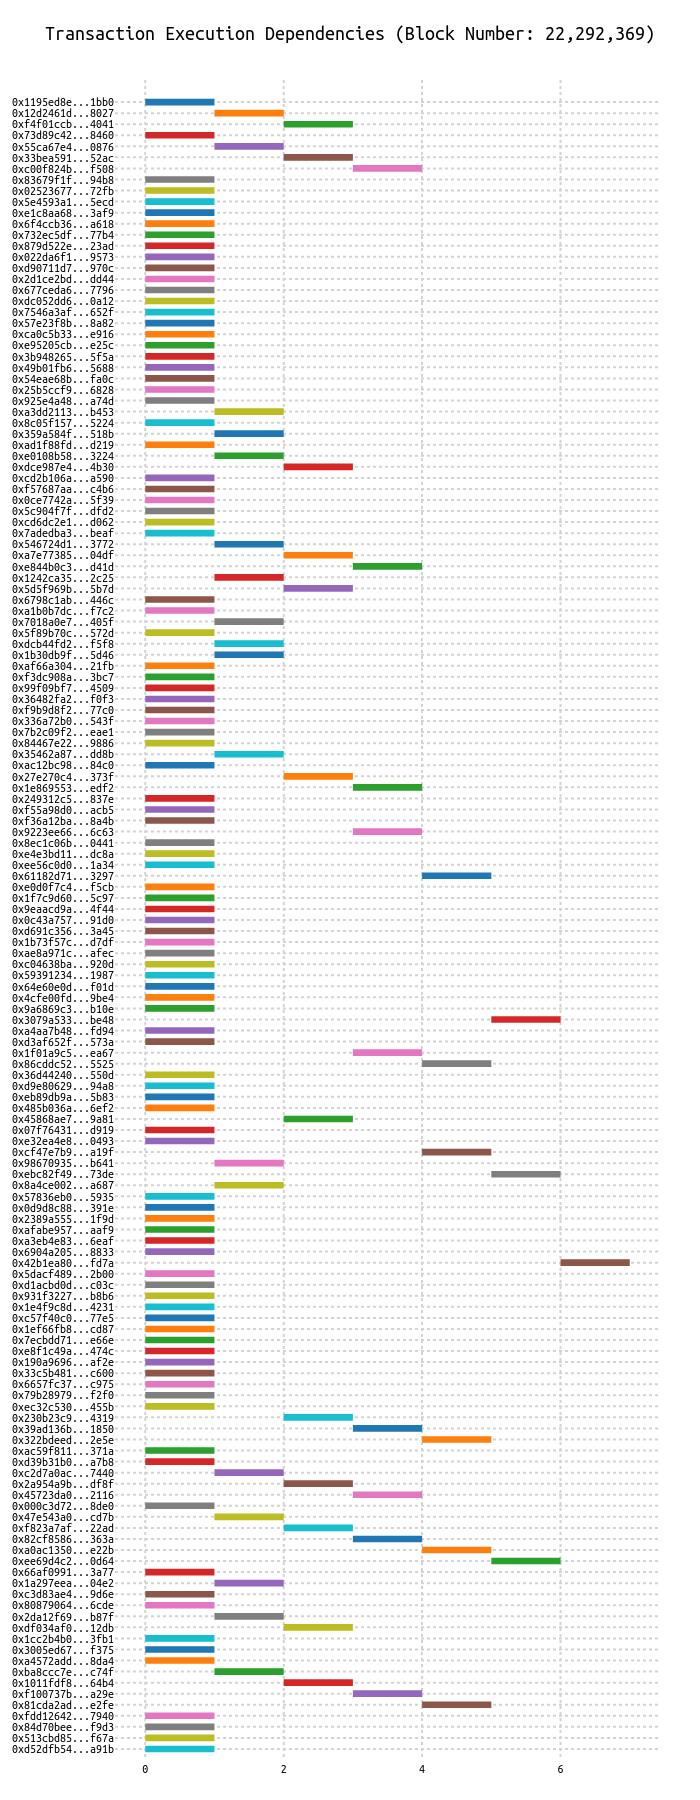 Transaction Execution Dependencies (Block Number: 22,292,369)
0x1195ed8e...1bb0
0x12d2461d...8027
0xf4f01ccb...4041
0x73d89c42...8460
0x55ca67e4...0876
0x33bea591...52ac
0xc00f824b...f508
0x83679f1f...94b8
0x02523677...72fb
0x5e4593a1...5ecd
0xe1c8aa68...3af9
0x6f4ccb36...a618
0x732ec5df...77b4
0x879d522e...23ad
0x022da6f1...9573
0xd90711d7...970c
0x2d1ce2bd...dd44
0x677ceda6...7796
0xdc052dd6...0a12
0x7546a3af...652f
0x57e23f8b...8a82
0xca0c5b33...e916
0xe95205cb...e25c
0x3b948265...5f5a
0x49b01fb6...5688
0x54eae68b...fa0c
0x25b5ccf9...6828
0x925e4a48...a74d
0xa3dd2113...b453
0x8c05f157...5224
0x359a584f...518b
0xad1f88fd...d219
0xe0108b58...3224
0xdce987e4...4b30
0xcd2b106a...a590
0xf57687aa...c4b6
0x0ce7742a...5f39
0x5c904f7f...dfd2
0xcd6dc2e1...d062
0x7adedba3...beaf
0x546724d1...3772
0xa7e77385...04df
0xe844b0c3...d41d
0x1242ca35...2c25
0x5d5f969b...5b7d
0x6798c1ab...446c
0xa1b0b7dc...f7c2
0x7018a0e7...405f
0x5f89b70c...572d
0xdcb44fd2...f5f8
0x1b30db9f...5d46
0xaf66a304...21fb
0xf3dc908a...3bc7
0x99f09bf7...4509
0x36482fa2...f0f3
0xf9b9d8f2...77c0
0x336a72b0...543f
0x7b2c09f2...eae1
0x84467e22...9886
0x35462a87...dd8b
0xac12bc98...84c0
0x27e270c4...373f
0x1e869553...edf2
0x249312c5...837e
0xf55a98d0...acb5
0xf36a12ba...8a4b
0x9223ee66...6c63
0x8ec1c06b...0441
0xe4e3bd11...dc8a
0xee56c0d0...1a34
0x61182d71...3297
0xe0d0f7c4...f5cb
0x1f7c9d60...5c97
0x9eaacd9a...4f44
0x0c43a757...91d0
0xd691c356...3a45
0x1b73f57c...d7df
0xae8a971c...afec
0xc04638ba...920d
0x59391234...1987
0x64e60e0d...f01d
0x4cfe00fd...9be4
0x9a6869c3...b10e
0x3079a533...be48
0xa4aa7b48...fd94
0xd3af652f...573a
0x1f01a9c5...ea67
0x86cddc52...5525
0x36d44240...550d
0xd9e80629...94a8
0xeb89db9a...5b83
0x485b036a...6ef2
0x45868ae7...9a81
0x07f76431...d919
0xe32ea4e8...0493
0xcf47e7b9...a19f
0x98670935...b641
0xebc82f49...73de
0x8a4ce002...a687
0x57836eb0...5935
0x0d9d8c88...391e
0x2389a555...1f9d
0xafabe957...aaf9
0xa3eb4e83...6eaf
0x6904a205...8833
0x42b1ea80...fd7a
0x5dacf489...2b00
0xd1acbd0d...c03c
0x931f3227...b8b6
0x1e4f9c8d...4231
0xc57f40c0...77e5
0x1ef66fb8...cd87
0x7ecbdd71...e66e
0xe8f1c49a...474c
0x190a9696...af2e
0x33c5b481...c600
0x6657fc37...c975
0x79b28979...f2f0
0xec32c530...455b
0x230b23c9...4319
0x39ad136b...1850
0x322bdeed...2e5e
0xac59f811...371a
0xd39b31b0...a7b8
0xc2d7a0ac...7440
0x2a954a9b...df8f
0x45723da0...2116
0x000c3d72...8de0
0x47e543a0...cd7b
0xf823a7af...22ad
0x82cf8586...363a
0xa0ac1350...e22b
0xee69d4c2...0d64
0x66af0991...3a77
0x1a297eea...04e2
0xc3d83ae4...9d6e
0x80879064...6cde
0x2da12f69...b87f
0xdf034af0...12db
0x1cc2b4b0...3fb1
0x3005ed67...f375
0xa4572add...8da4
0xba8ccc7e...c74f
0x1011fdf8...64b4
0xf100737b...a29e
0x81cda2ad...e2fe
0xfdd12642...7940
0x84d70bee...f9d3
0x513cbd85...f67a
0xd52dfb54...a91b
0 2 4 6